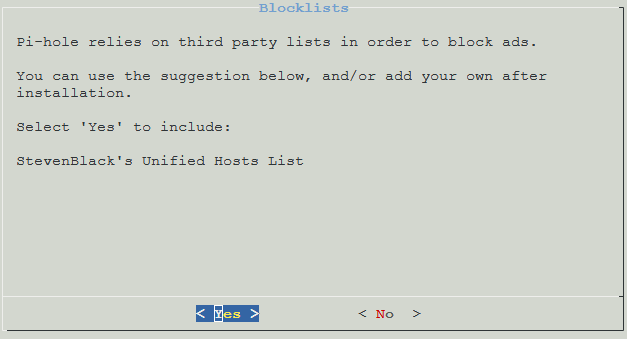 Blocklists
Pi-hole relies on third party lists in order to block ads.
You can use the suggestion below, and/or add your own after
installation.
Select 'Yes' to include:
StevenBlack's Unified Hosts List
< Yes > < No >